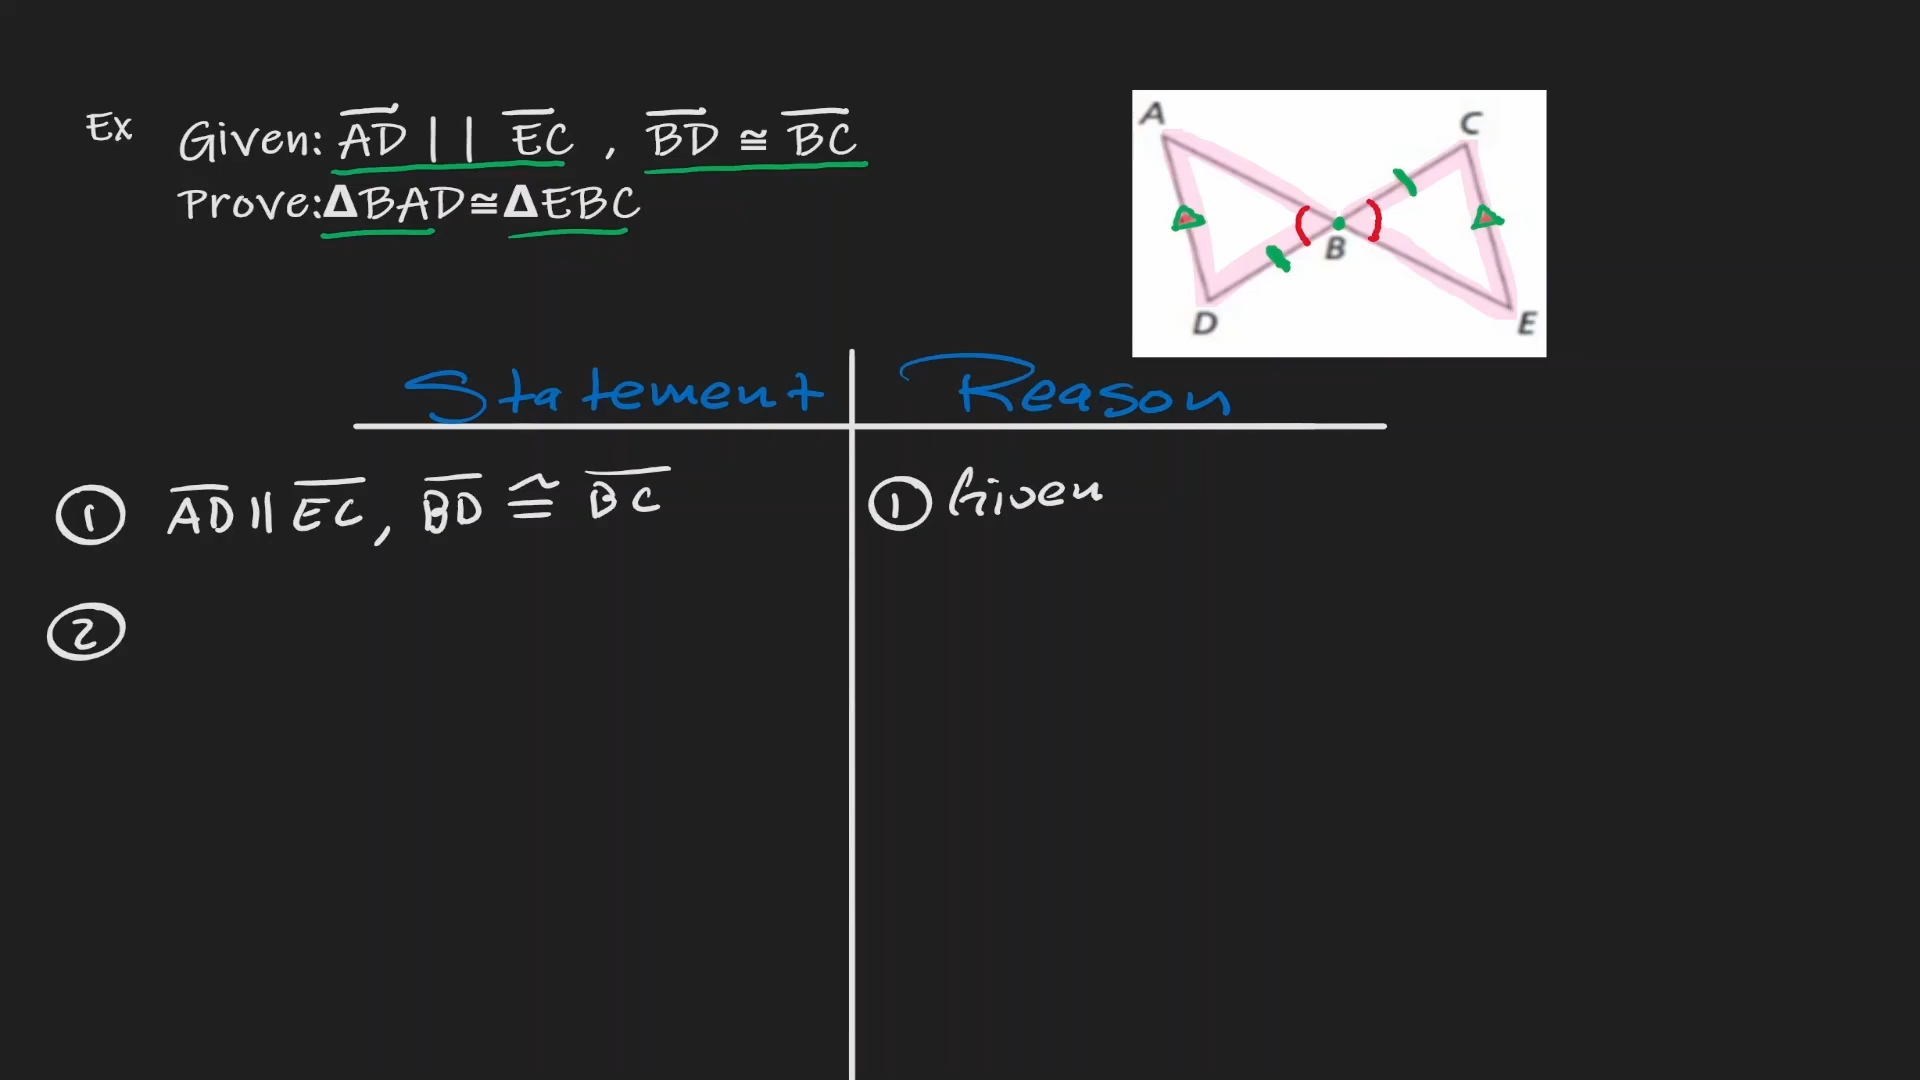 Ex Given: AD || EC , BD ≅ BC
Prove:ΔBAD≅ΔEBC
A
C
B
D
E
Statement Reason
① AD || EC, BD ≅ BC ① Given
②